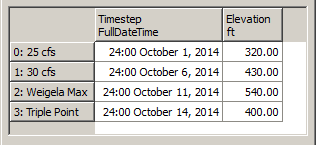 Timestep Elevation
FullDateTime ft
0: 25 cfs 24:00 October 1, 2014 320.00
1: 30 cfs 24:00 October 6, 2014 430.00
2: Weigela Max 24:00 October 11, 2014 540.00
3: Triple Point 24:00 October 14, 2014 400.00